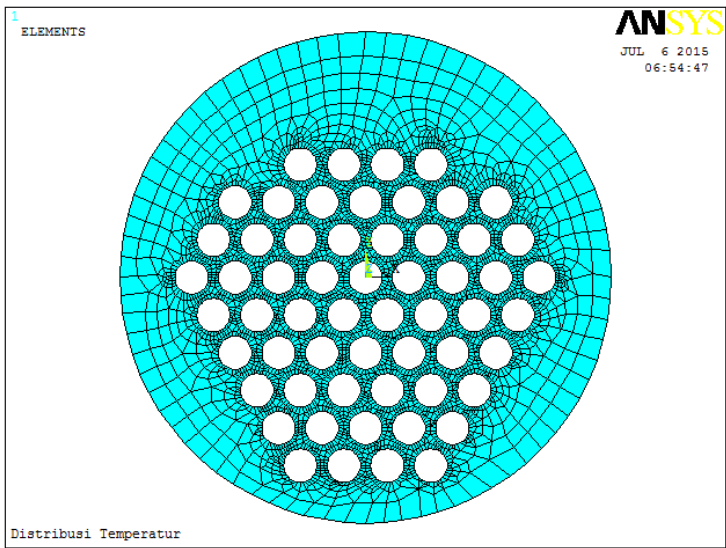 1
ELEMENTS
ANSYS
JUL 6 2015
06:54:47
X
Distribusi Temperatur